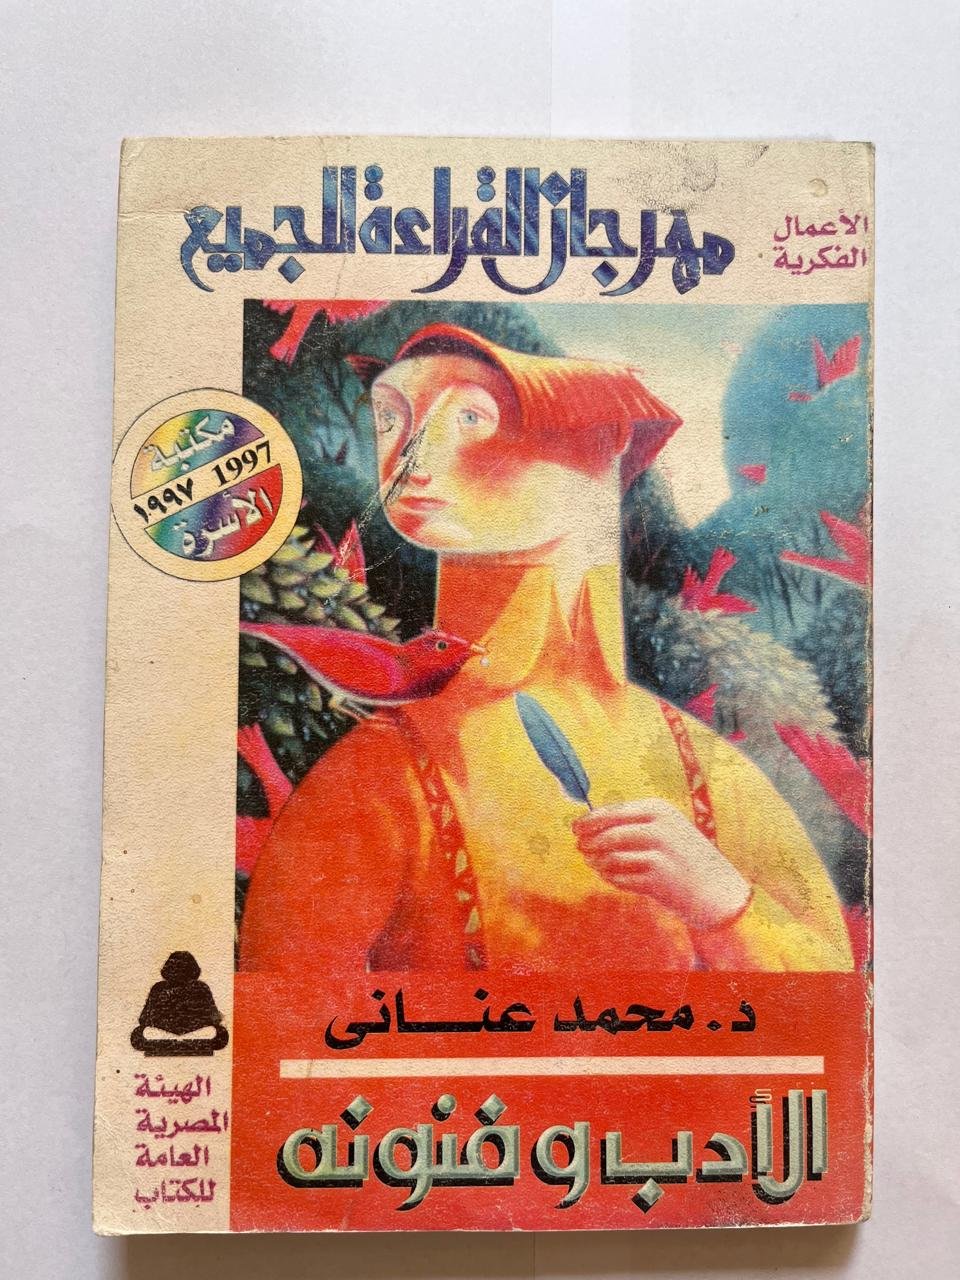 مهرجان القراءة للجميع
الأعمال
الفكرية
مكتبة
١٩٩٧ 1997
الأسرة
د. محمد عنانى
الأدب وفنونه
الهيئة
المصرية
العامة
للكتاب